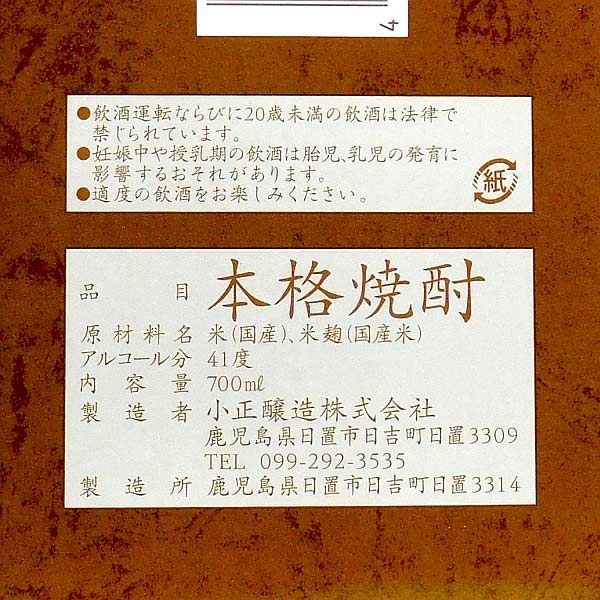 4
●飲酒運転ならびに20歳未満の飲酒は法律で
禁じられています。
●妊娠中や授乳期の飲酒は胎児、乳児の発育に
影響するおそれがあります。
●適度の飲酒をお楽しみください。
紙
品目 本格焼酎
原材料名 米(国産)、米麹(国産米)
アルコール分 41度
内容量 700㎖
製造者 小正醸造株式会社
鹿児島県日置市日吉町日置3309
TEL 099-292-3535
製造所 鹿児島県日置市日吉町日置3314